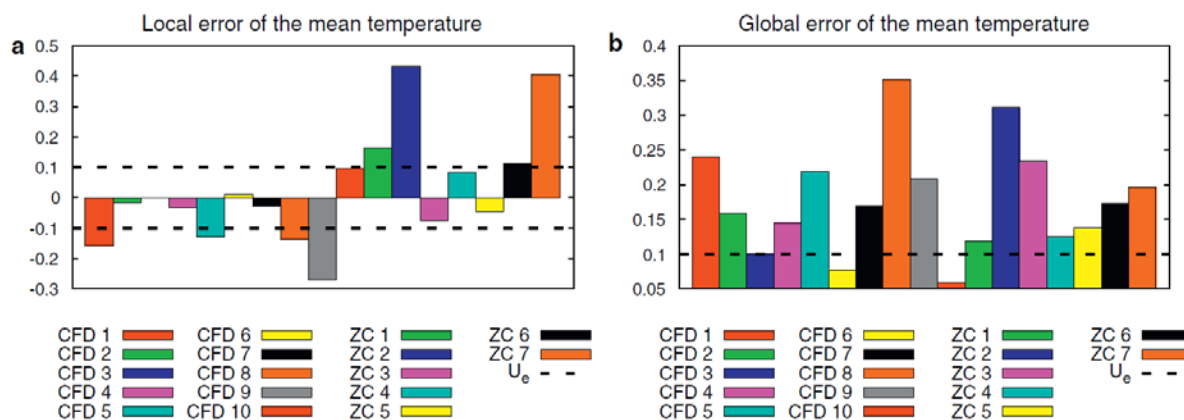 Local error of the mean temperature
a
0.5
0.4
0.3
0.2
0.1
0
-0.1
-0.2
-0.3
CFD 1 CFD 6 ZC 1 ZC 6
CFD 2 CFD 7 ZC 2 ZC 7
CFD 3 CFD 8 ZC 3 Ue
CFD 4 CFD 9 ZC 4
CFD 5 CFD 10 ZC 5
Global error of the mean temperature
b
0.4
0.35
0.3
0.25
0.2
0.15
0.1
0.05
CFD 1 CFD 6 ZC 1 ZC 6
CFD 2 CFD 7 ZC 2 ZC 7
CFD 3 CFD 8 ZC 3 Ue
CFD 4 CFD 9 ZC 4
CFD 5 CFD 10 ZC 5